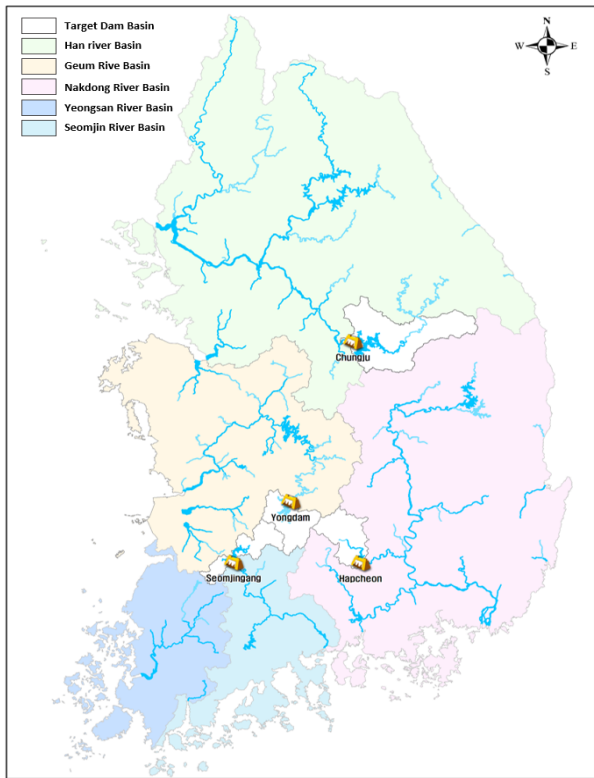 Target Dam Basin
Han river Basin
Geum Rive Basin
Nakdong River Basin
Yeongsan River Basin
Seomjin River Basin
N
W E
S
Chungju
Yongdam
Seomjingang
Hapcheon